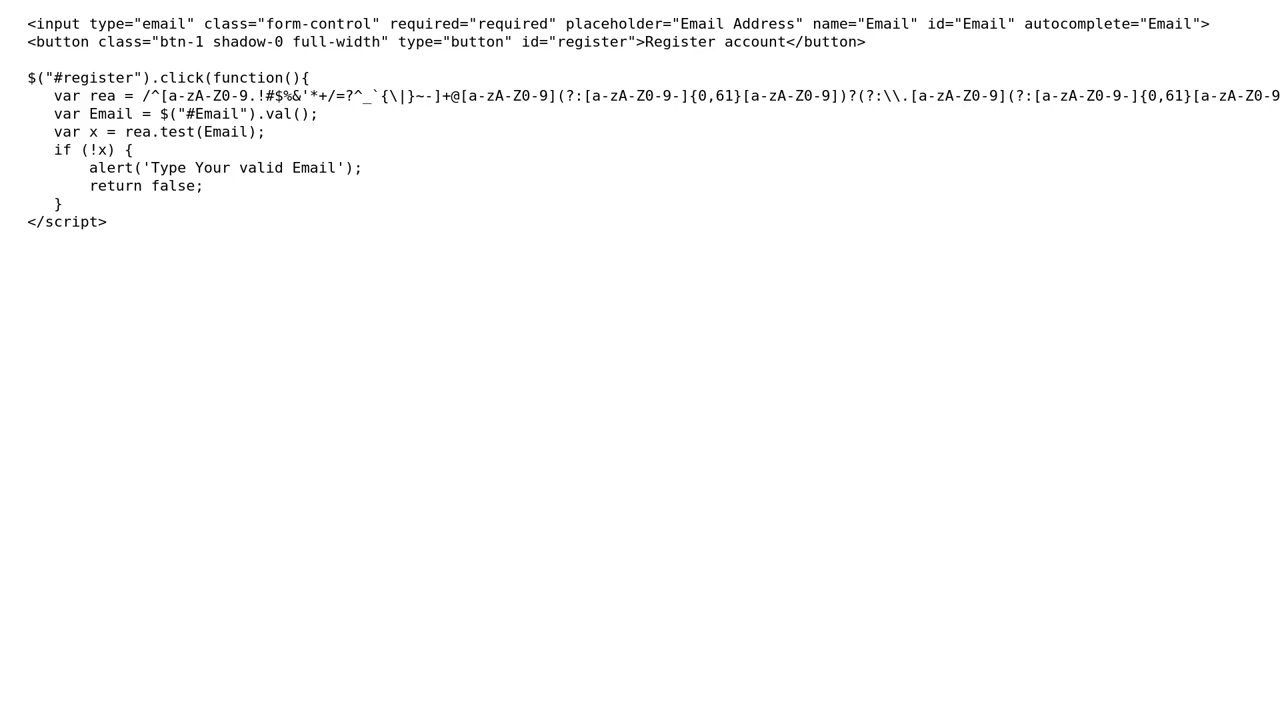 <input type="email" class="form-control" required="required" placeholder="Email Address" name="Email" id="Email" autocomplete="Email">
<button class="btn-1 shadow-0 full-width" type="button" id="register">Register account</button>
$("#register").click(function(){
var rea = /^[a-zA-Z0-9.!#$%&'*+/=?^_`{\|}~-]+@[a-zA-Z0-9](?:[a-zA-Z0-9-]{0,61}[a-zA-Z0-9])?(?:\\.[a-zA-Z0-9](?:[a-zA-Z0-9-]{0,61}[a-zA-Z0-9
var Email = $("#Email").val();
var x = rea.test(Email);
if (!x) {
alert('Type Your valid Email');
return false;
}
</script>